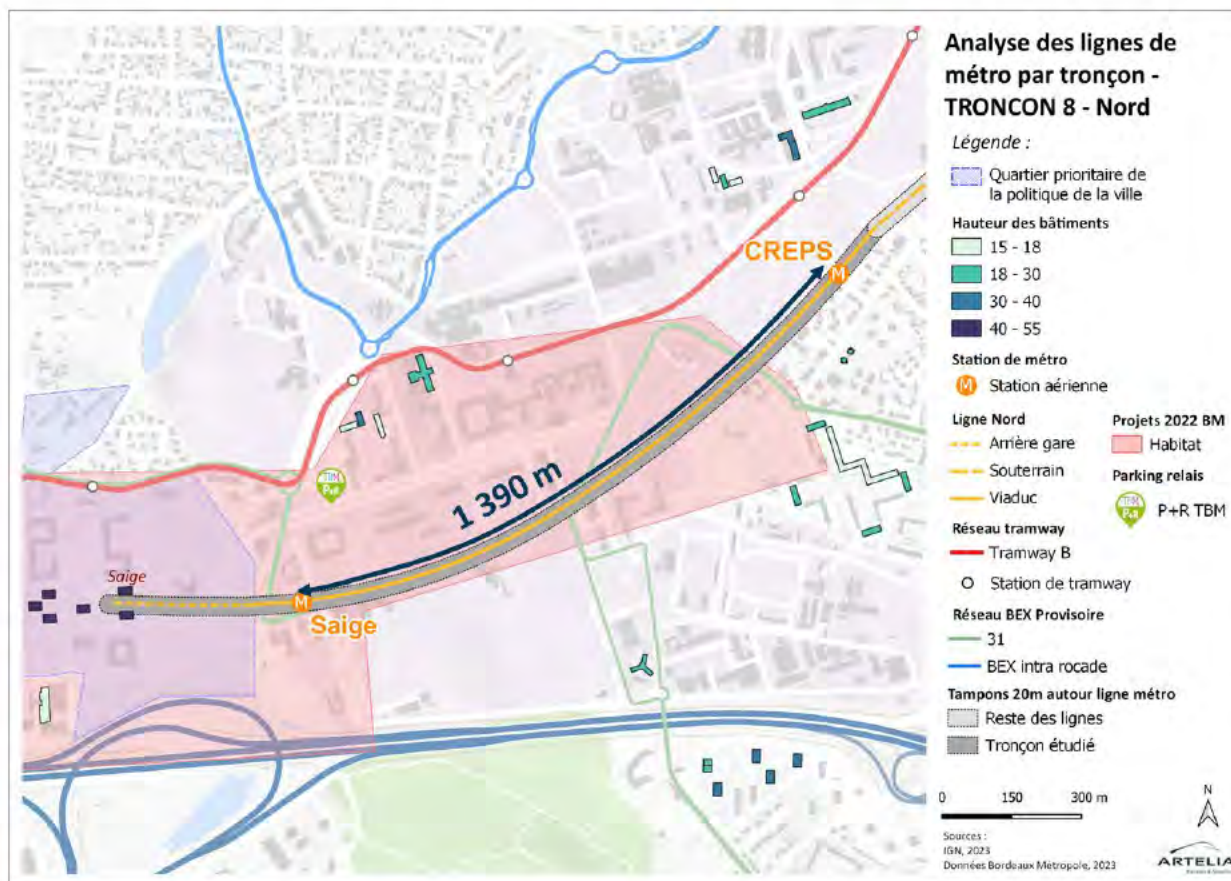 Analyse des lignes de
métro par tronçon -
TRONCON 8 - Nord
Légende :
Quartier prioritaire de
la politique de la ville
Hauteur des bâtiments
15 - 18
18 - 30
30 - 40
40 - 55
Station de métro
M Station aérienne
Ligne Nord
Arrière gare
Souterrain
Viaduc
Projets 2022 BM
Habitat
Parking relais
TBM
P+R
P+R TBM
Réseau tramway
Tramway B
Station de tramway
Réseau BEX Provisoire
31
BEX intra rocade
Tampons 20m autour ligne métro
Reste des lignes
Tronçon étudié
0 150 300 m
N
Sources :
IGN, 2023
Données Bordeaux Métropole, 2023
ARTELIA
CREPS
M
1 390 m
TBM
P+R
Saige
M
Saige